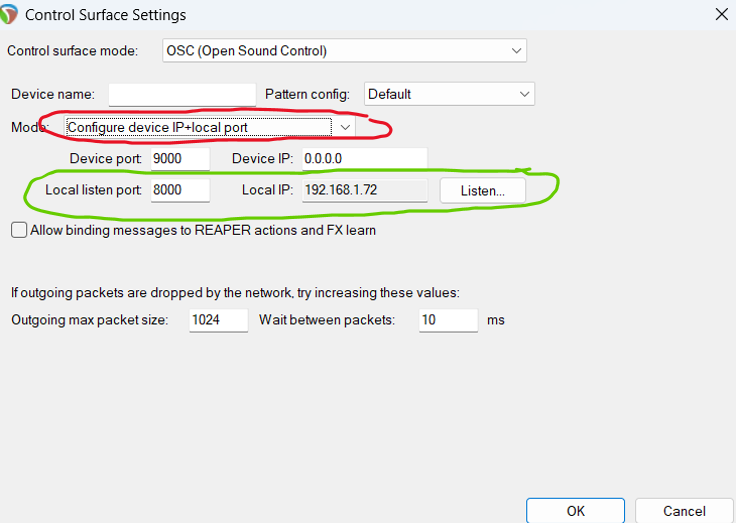 Control Surface Settings
Control surface mode: OSC (Open Sound Control)
Device name: Pattern config: Default
Mode: Configure device IP+local port
Device port: 9000 Device IP: 0.0.0.0
Local listen port: 8000 Local IP: 192.168.1.72 Listen...
Allow binding messages to REAPER actions and FX learn
If outgoing packets are dropped by the network, try increasing these values:
Outgoing max packet size: 1024 Wait between packets: 10 ms
OK Cancel